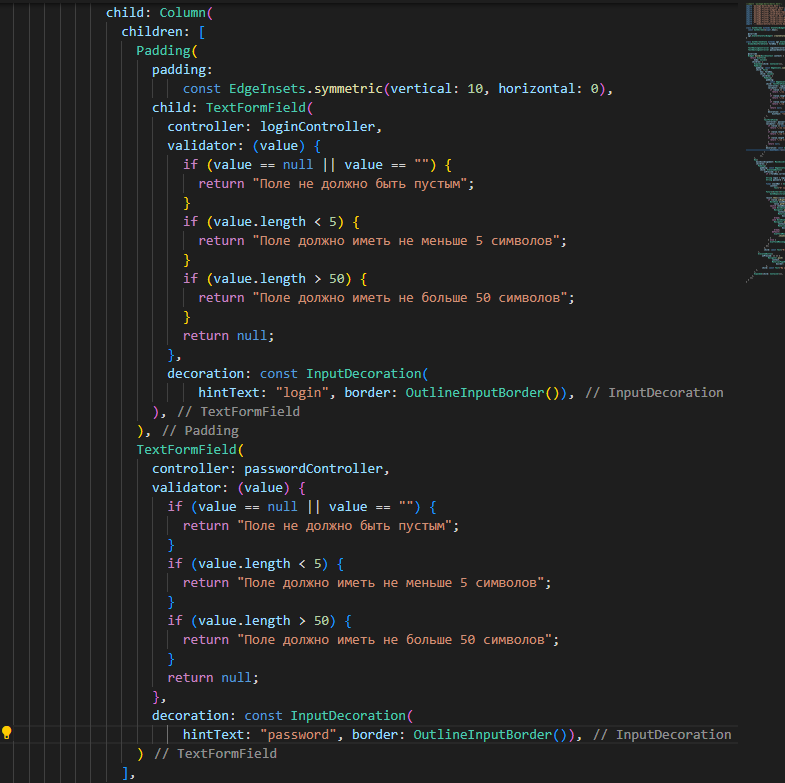 child: Column(
children: [
Padding(
padding:
const EdgeInsets.symmetric(vertical: 10, horizontal: 0),
child: TextFormField(
controller: loginController,
validator: (value) {
if (value == null || value == "") {
return "Поле не должно быть пустым";
}
if (value.length < 5) {
return "Поле должно иметь не меньше 5 символов";
}
if (value.length > 50) {
return "Поле должно иметь не больше 50 символов";
}
return null;
},
decoration: const InputDecoration(
hintText: "login", border: OutlineInputBorder()), // InputDecoration
), // TextFormField
), // Padding
TextFormField(
controller: passwordController,
validator: (value) {
if (value == null || value == "") {
return "Поле не должно быть пустым";
}
if (value.length < 5) {
return "Поле должно иметь не меньше 5 символов";
}
if (value.length > 50) {
return "Поле должно иметь не больше 50 символов";
}
return null;
},
decoration: const InputDecoration(
hintText: "password", border: OutlineInputBorder()), // InputDecoration
) // TextFormField
],